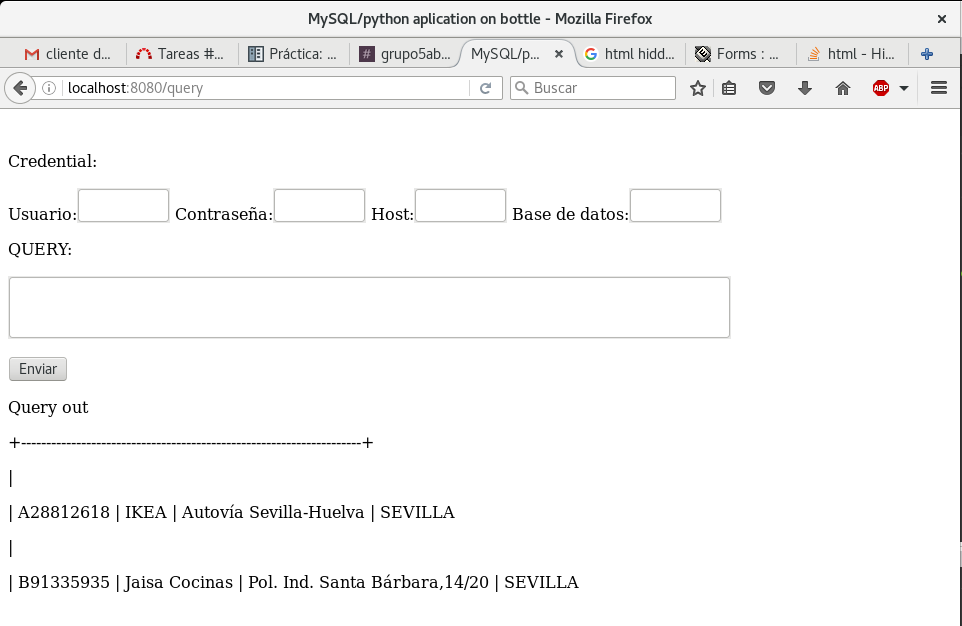 MySQL/python aplication on bottle - Mozilla Firefox
cliente d... Tareas #... Práctica: ... grupo5ab... MySQL/p... html hidd... Forms : ... html - Hi...
localhost:8080/query Buscar ABP
Credential:
Usuario: Contraseña: Host: Base de datos:
QUERY:
Enviar
Query out
+--------------------------------------------------------------------+
|
| A28812618 | IKEA | Autovía Sevilla-Huelva | SEVILLA
|
| B91335935 | Jaisa Cocinas | Pol. Ind. Santa Bárbara,14/20 | SEVILLA